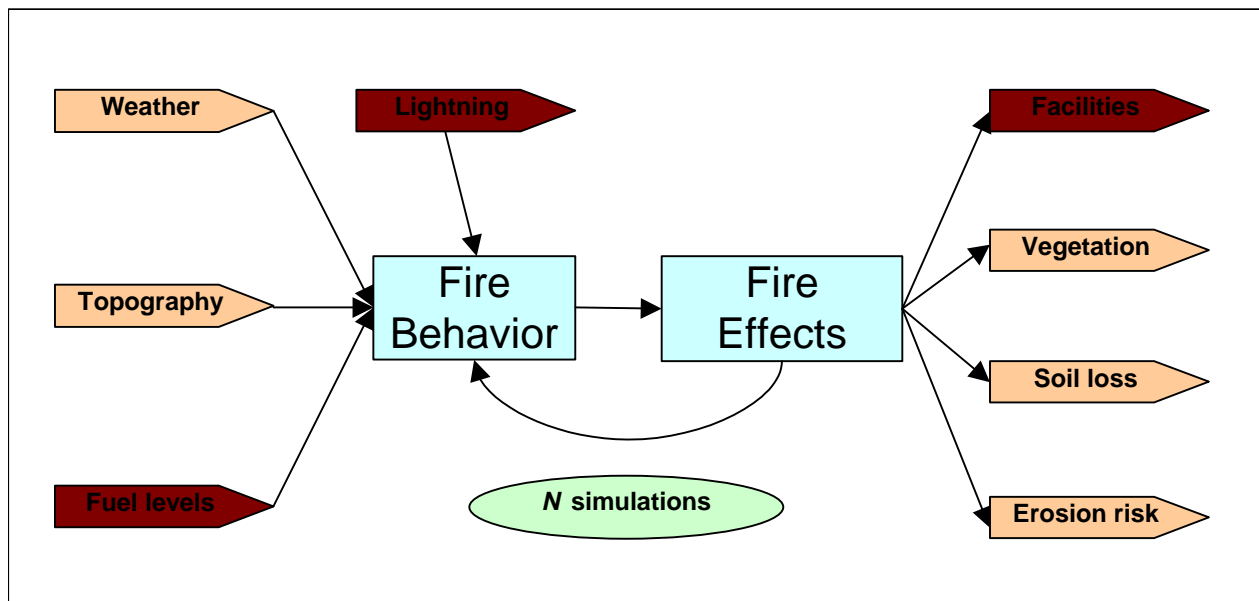 Weather
Lightning
Facilities
Vegetation
Topography
Fire
Behavior
Fire
Effects
Soil loss
Fuel levels
N simulations
Erosion risk